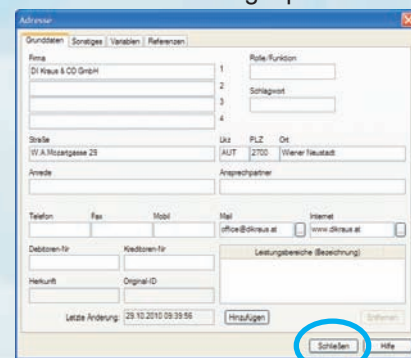 Adresse
Grunddaten Sonstiges Variablen Referenzen
Firma Rolle/Funktion
DI Kraus & CO GmbH 1
2 Schlagwort
3
4
Straße Lkz PLZ Ort
W.A.Mozartgasse 29 AUT 2700 Wiener Neustadt
Anrede Ansprechpartner
Telefon Fax Mobil Mail Internet
office@dikraus.at ... www.dikraus.at ...
Debitoren-Nr Kreditoren-Nr Leistungsbereiche (Bezeichnung)
Herkunft Original-ID
Letzte Änderung: 29.10.2010 09:39:56 Hinzufügen Entfernen
Schließen Hilfe